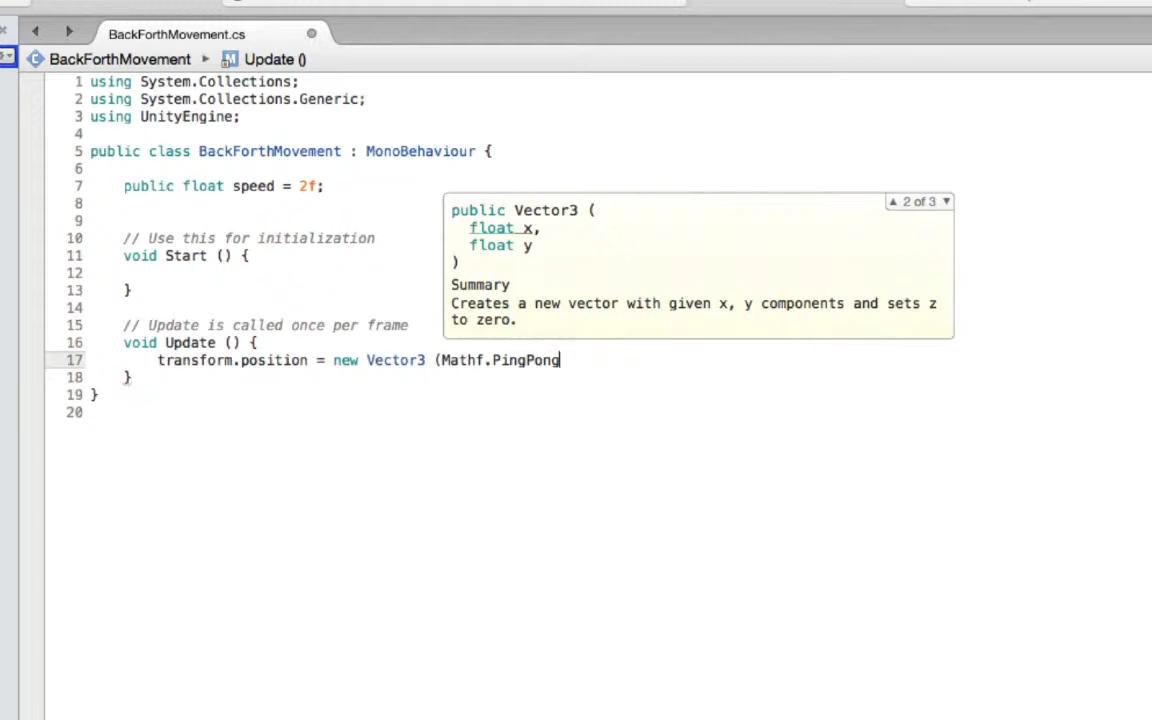 BackForthMovement.cs
BackForthMovement ▸ Update ()
1 using System.Collections;
2 using System.Collections.Generic;
3 using UnityEngine;
4
5 public class BackForthMovement : MonoBehaviour {
6
7 public float speed = 2f;
8
9
10 // Use this for initialization
11 void Start () {
12
13 }
14
15 // Update is called once per frame
16 void Update () {
17 transform.position = new Vector3 (Mathf.PingPong
18 }
19 }
20
▲ 2 of 3 ▼
public Vector3 (
float x,
float y
)
Summary
Creates a new vector with given x, y components and sets z
to zero.